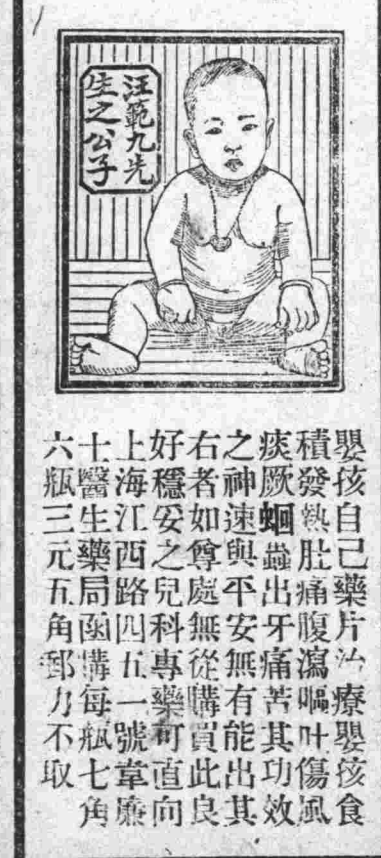 汪範九先
生之公子
嬰孩自己藥片治療嬰孩食
積發熱肚痛腹瀉嘔吐傷風
痰厥蛔蟲出牙痛苦其功效
之神速與平安無有能出其
右者如尊處無從購買此良
好穩妥之兒科專藥可直向
上海江西路四五一號韋廉
士醫生藥局函購每瓶七角
六瓶三元五角郵力不取